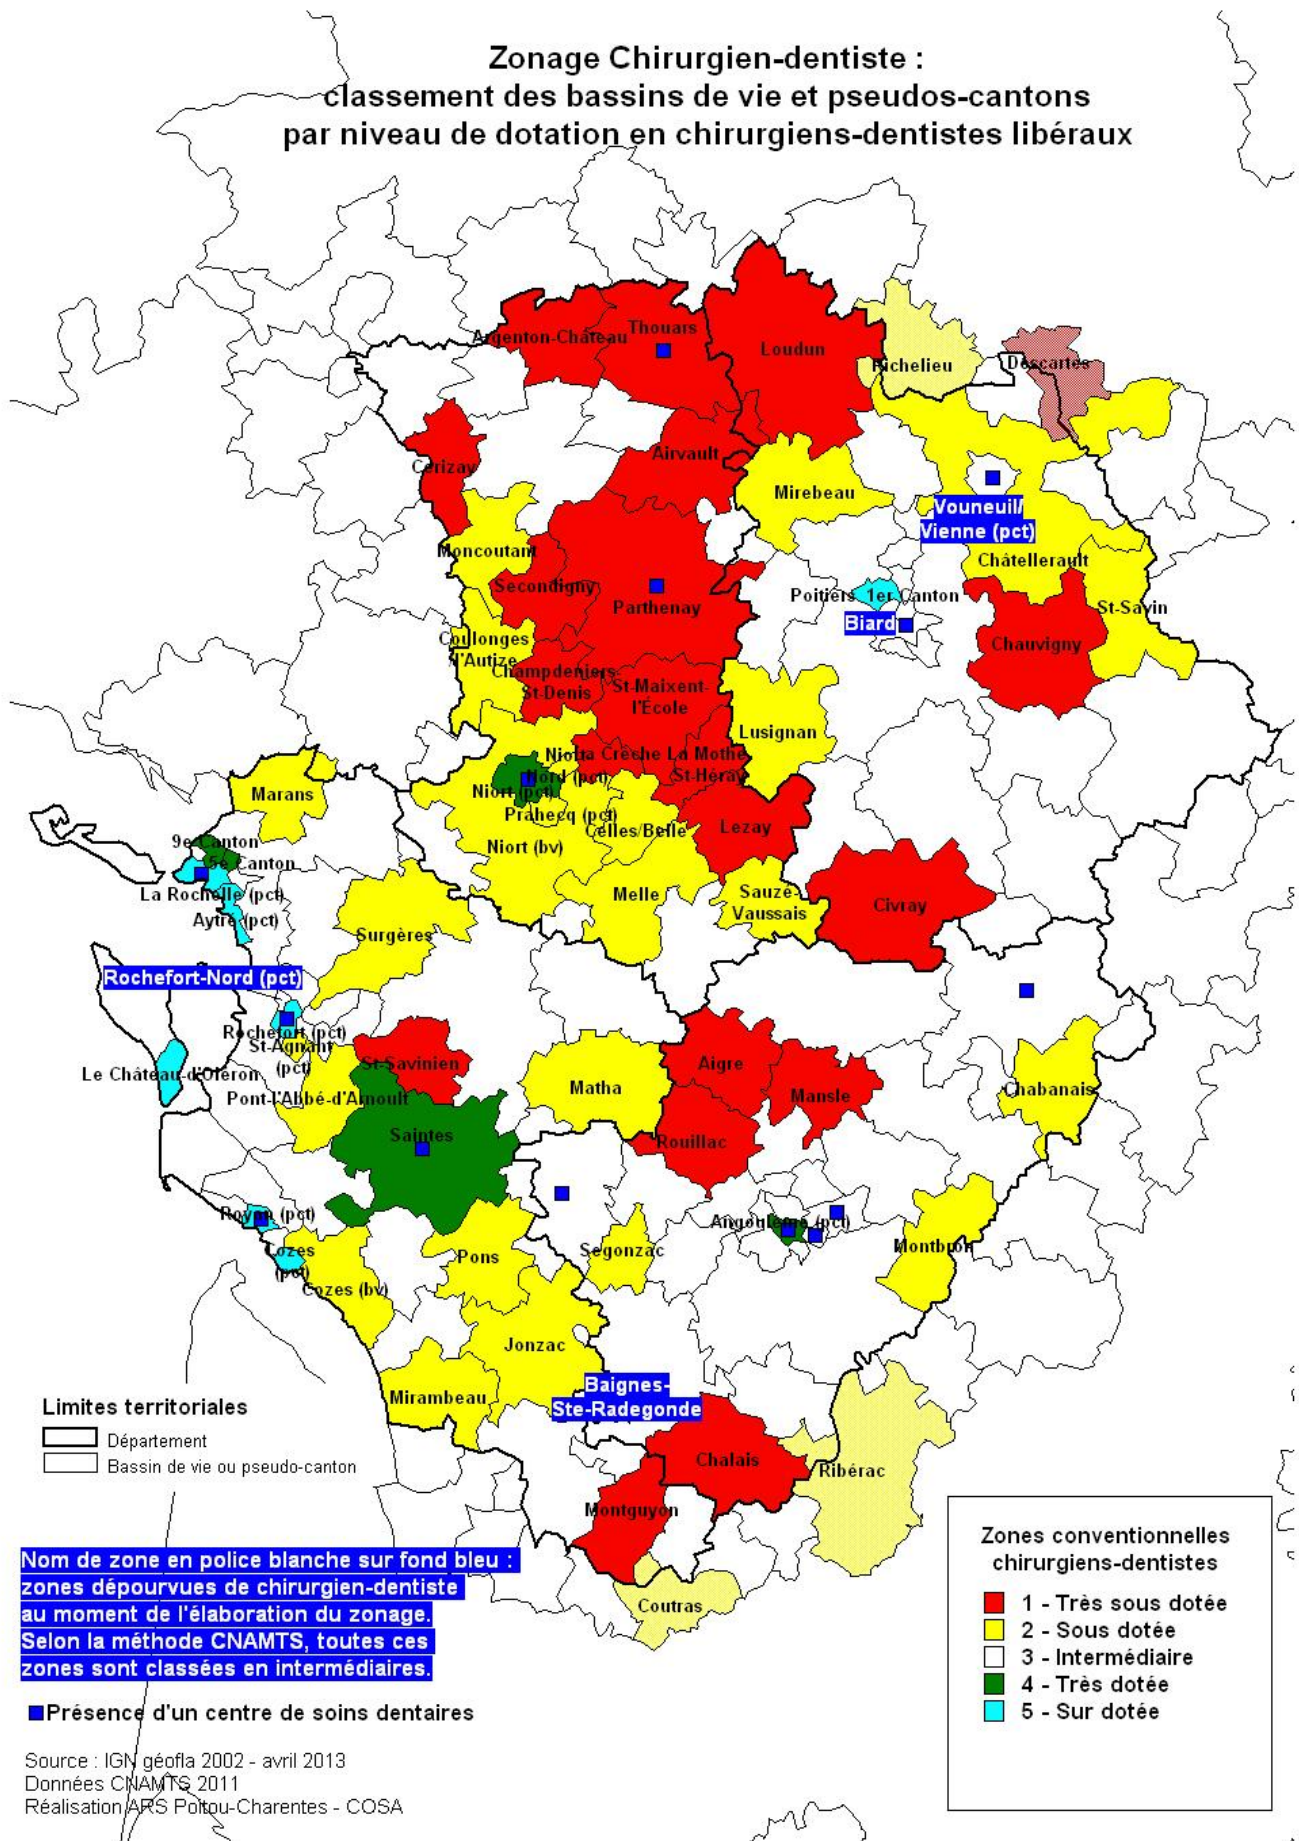 Zonage Chirurgien-dentiste :
classement des bassins de vie et pseudos-cantons
par niveau de dotation en chirurgiens-dentistes libéraux
Argenton-Château
Thouars
Loudun
Richelieu
Descartes
Cerizay
Airvault
Mirebeau
Vouneuil/
Vienne (pct)
Moncoutant
Châtellerault
Secondigny
Parthenay
Poitiers 1er Canton
Biard
St-Savin
Chauvigny
Coulonges
l'Autize
Champdeniers
St-Denis
St-Maixent-
l'École
Lusignan
Niort
Nord (pct)
La Crèche
La Mothe
St-Héray
Niort (pct)
Prahecq (pct)
Celles/Belle
Niort (bv)
Lezay
Marans
9e Canton
5e Canton
La Rochelle (pct)
Aytré (pct)
Melle
Sauzé-
Vaussais
Civray
Surgères
Rochefort-Nord (pct)
Rochefort (pct)
St-Agnant
(pct)
St-Savinien
Le Château-d'Oléron
Pont-l'Abbé-d'Arnoult
Matha
Aigre
Mansle
Chabanais
Saintes
Rouillac
Royan (pct)
Angoulême (pct)
Cozes
(pct)
Cozes (bv)
Pons
Segonzac
Montbron
Jonzac
Mirambeau
Baignes-
Ste-Radegonde
Chalais
Ribérac
Montguyon
Coutras
Limites territoriales
Département
Bassin de vie ou pseudo-canton
Nom de zone en police blanche sur fond bleu :
zones dépourvues de chirurgien-dentiste
au moment de l'élaboration du zonage.
Selon la méthode CNAMTS, toutes ces
zones sont classées en intermédiaires.
Présence d'un centre de soins dentaires
Source : IGN géofla 2002 - avril 2013
Données CNAMTS 2011
Réalisation ARS Poitou-Charentes - COSA
Zones conventionnelles
chirurgiens-dentistes
1 - Très sous dotée
2 - Sous dotée
3 - Intermédiaire
4 - Très dotée
5 - Sur dotée